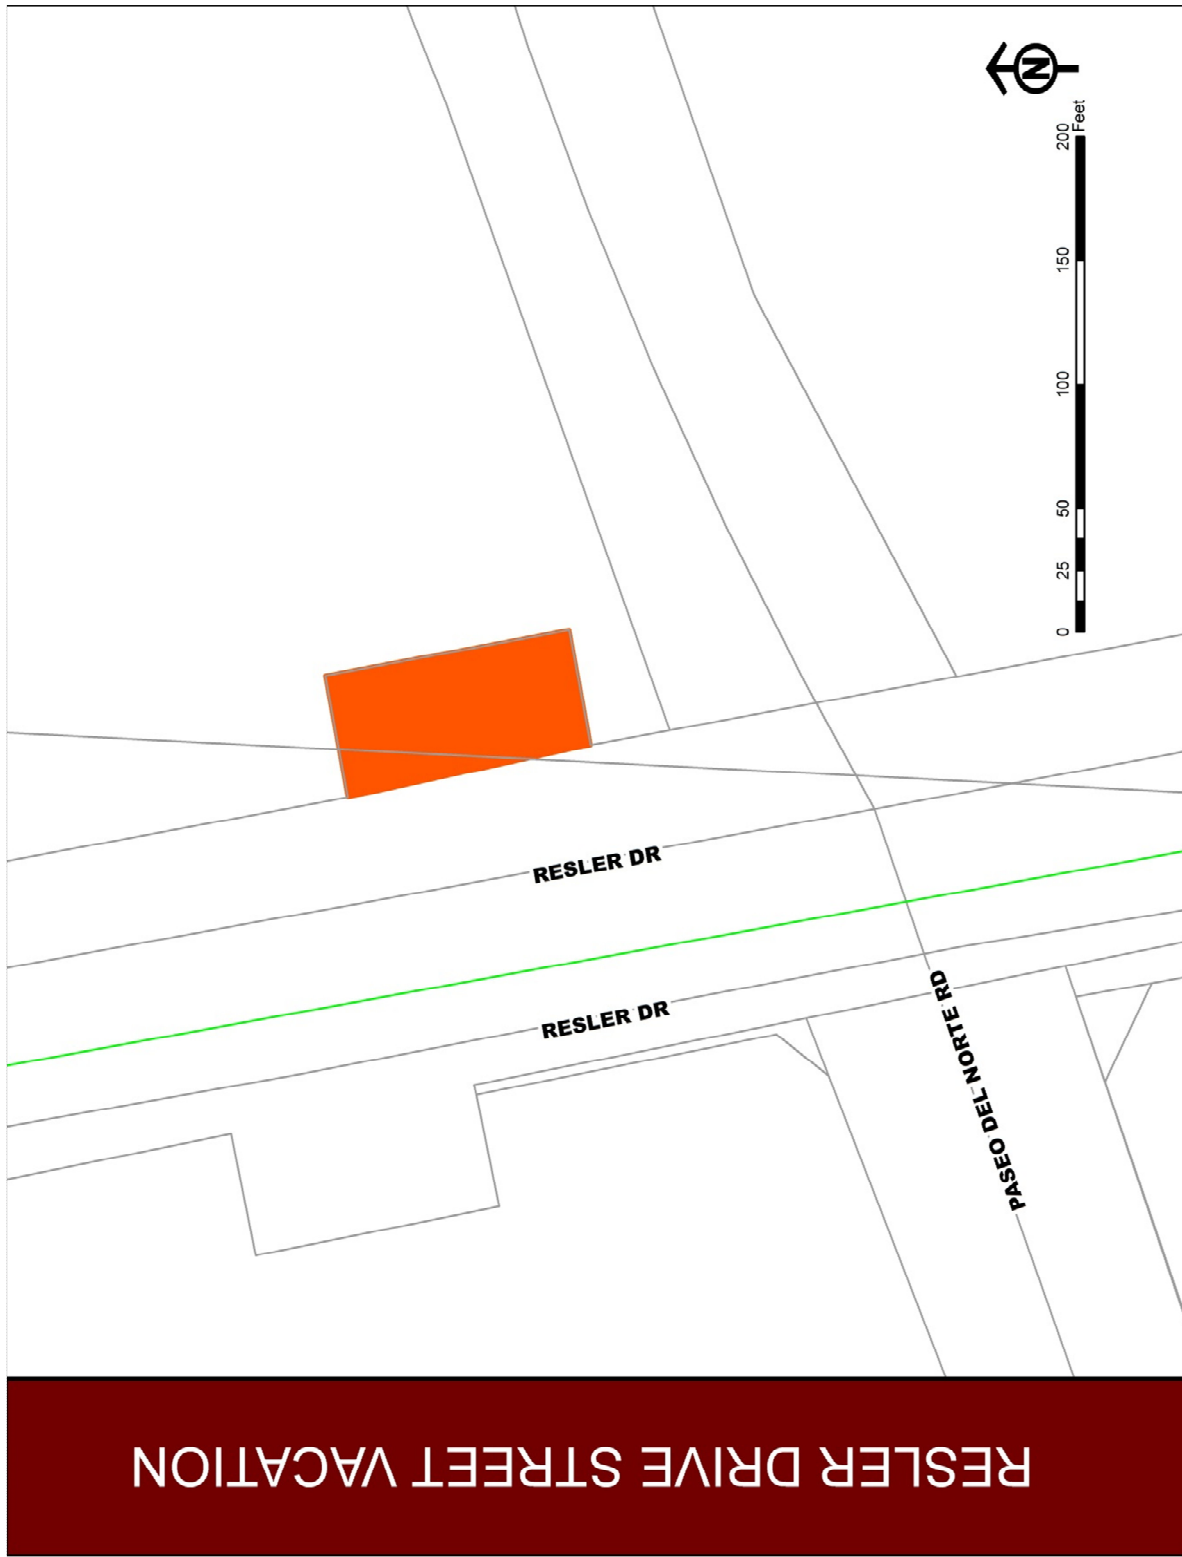 RESLER DRIVE STREET VACATION
N
0 25 50 100 150 200
Feet
RESLER DR
RESLER DR
PASEO DEL NORTE RD